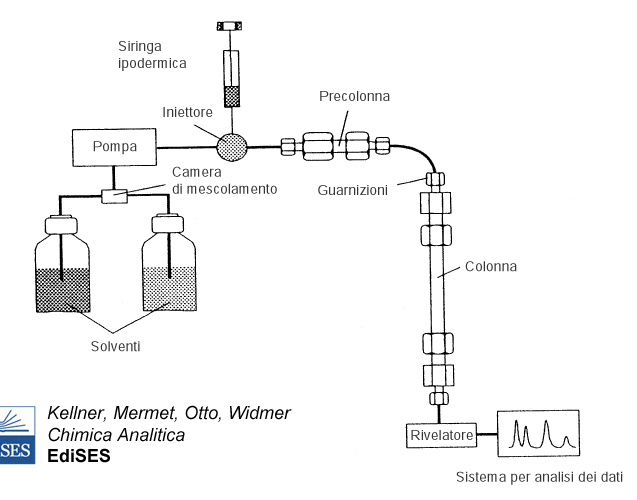 Siringa
ipodermica
Iniettore
Precolonna
Pompa
Camera
di mescolamento
Guarnizioni
Colonna
Solventi
Kellner, Mermet, Otto, Widmer
Chimica Analitica
EdiSES
SES
Rivelatore
Sistema per analisi dei dati